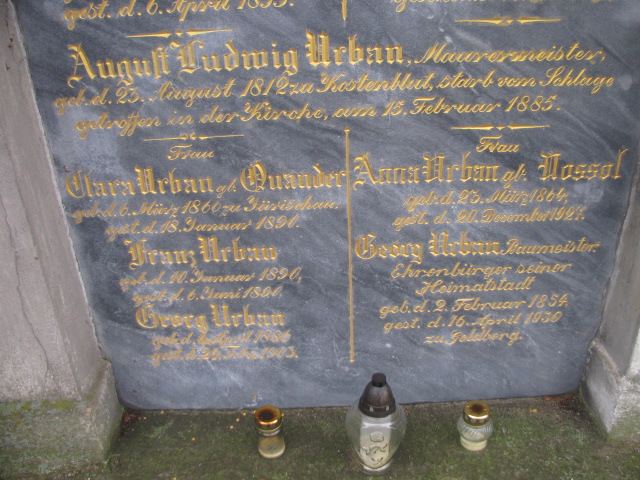 geb. d. 6. April 1855.
August Ludwig Urban, Maurermeister,
geb. d. 23. August 1812 zu Kostenblut, starb vom Schlage
getroffen in der Kirche, am 15. Februar 1885.
Frau
Clara Urban gb. Quander
geb. d. 6. März 1860 zu
gest. d. 18. Januar 1890.
Franz Urban
geb. d. 10. Januar 1890,
gest. d. 6. Juni 1890.
Georg Urban
geb. d.
gest. d. 1903.
Frau
Anna Urban gb. Nossol
geb. d. 23. März 1864,
gest. d. 20. Dezember 1927.
Georg Urban Baumeister
Ehrenbürger seiner
Heimatstadt
geb. d. 2. Februar 1854
gest. d. 16. April 1930
zu Goldberg.